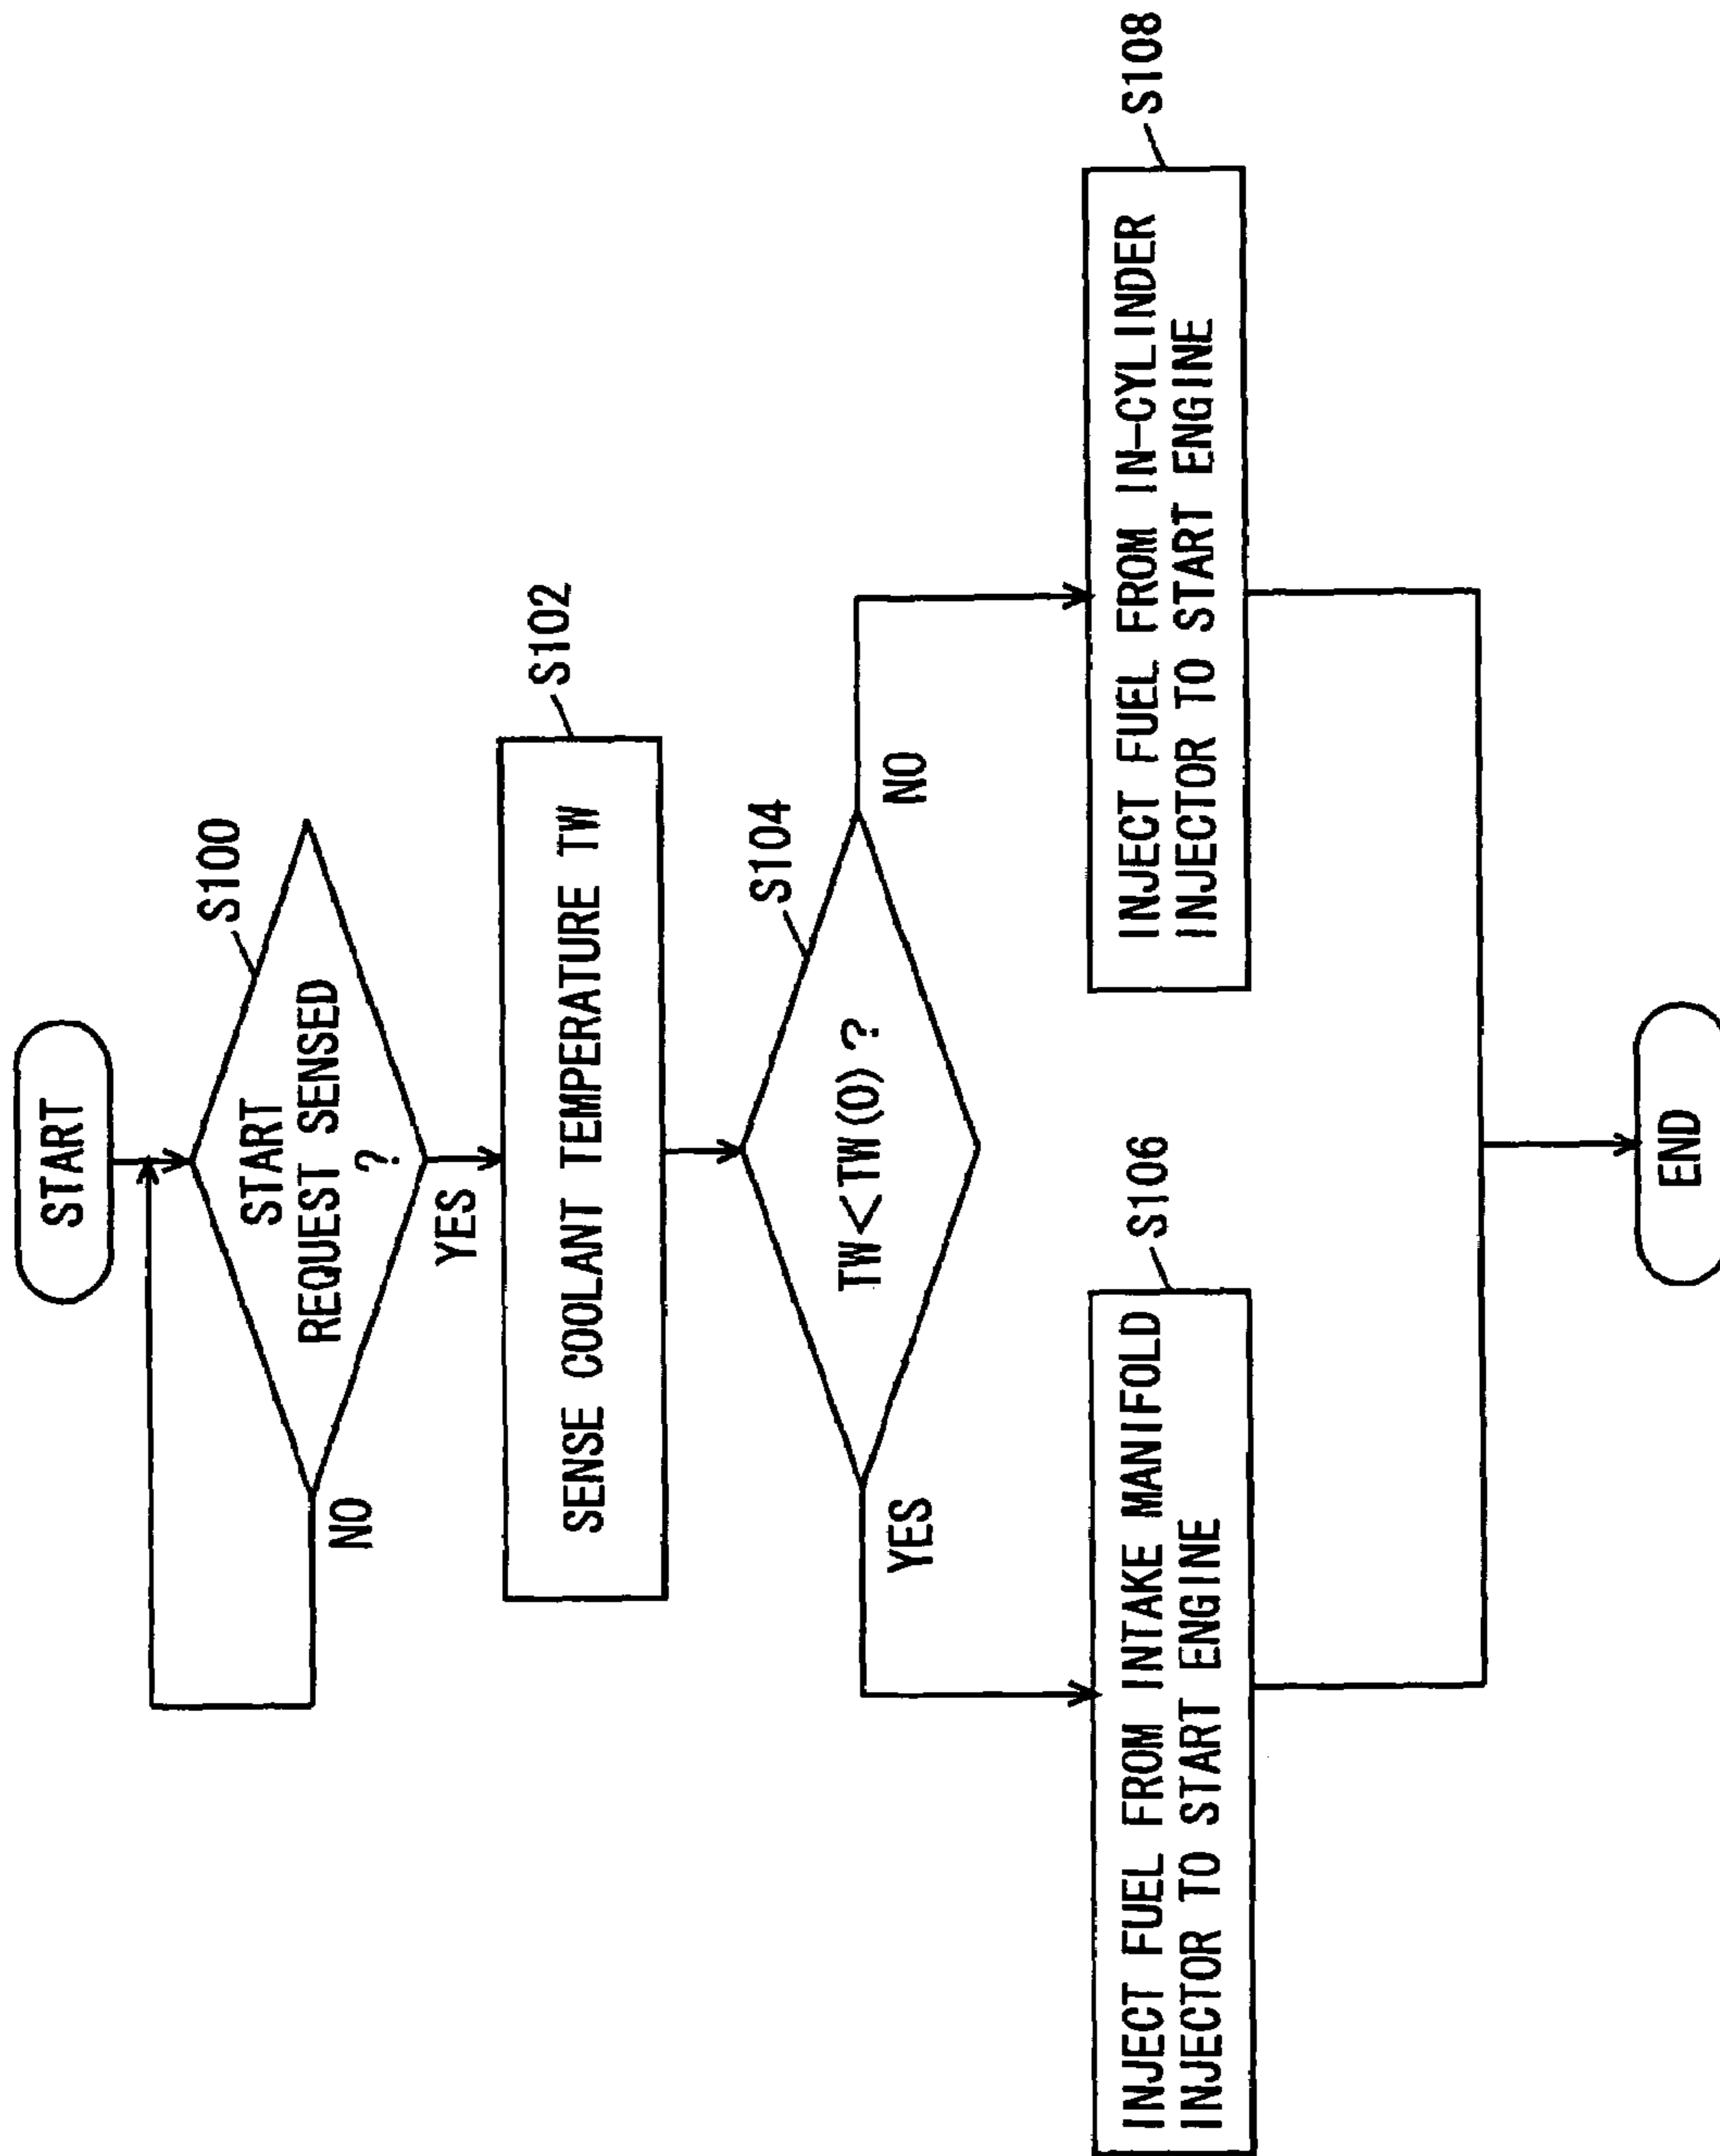 START
S100
START
REQUEST SENSED
?
NO
YES
S102
SENSE COOLANT TEMPERATURE TW
S104
TW<TW(0)?
YES
NO
S106
INJECT FUEL FROM INTAKE MANIFOLD
INJECTOR TO START ENGINE
S108
INJECT FUEL FROM IN-CYLINDER
INJECTOR TO START ENGINE
END